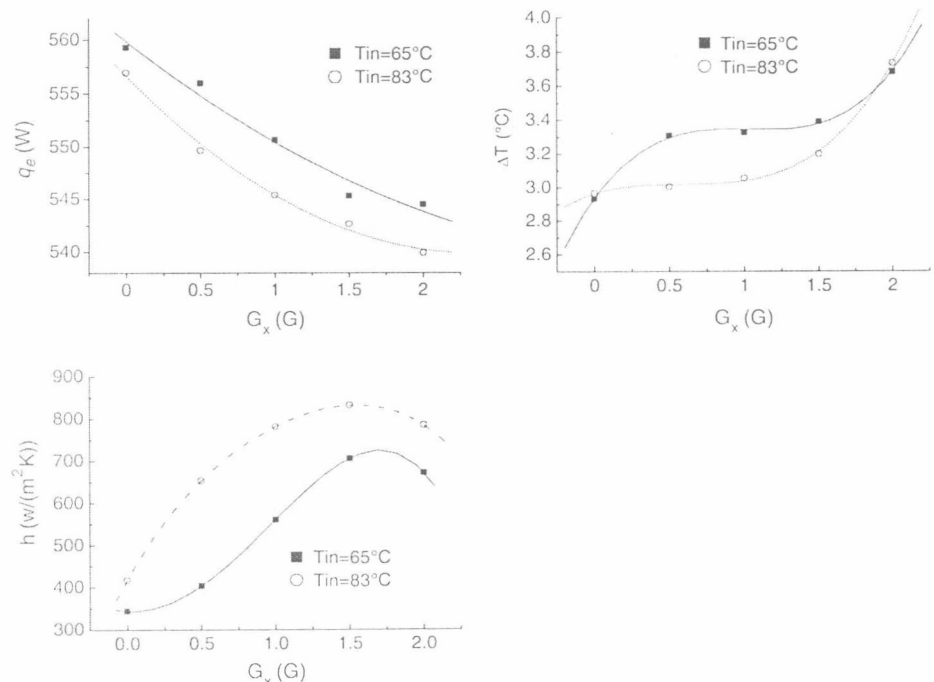 560
555
550
545
540
q_e (W)
■ Tin=65°C
○ Tin=83°C
0 0.5 1.0 1.5 2
G_x (G)
4.0
3.8
3.6
3.4
3.2
3.0
2.8
2.6
ΔT (°C)
■ Tin=65°C
○ Tin=83°C
0 0.5 1 1.5 2
G_x (G)
900
800
700
600
500
400
300
h (w/(m² K))
■ Tin=65°C
○ Tin=83°C
0.0 0.5 1.0 1.5 2.0
G_x (G)